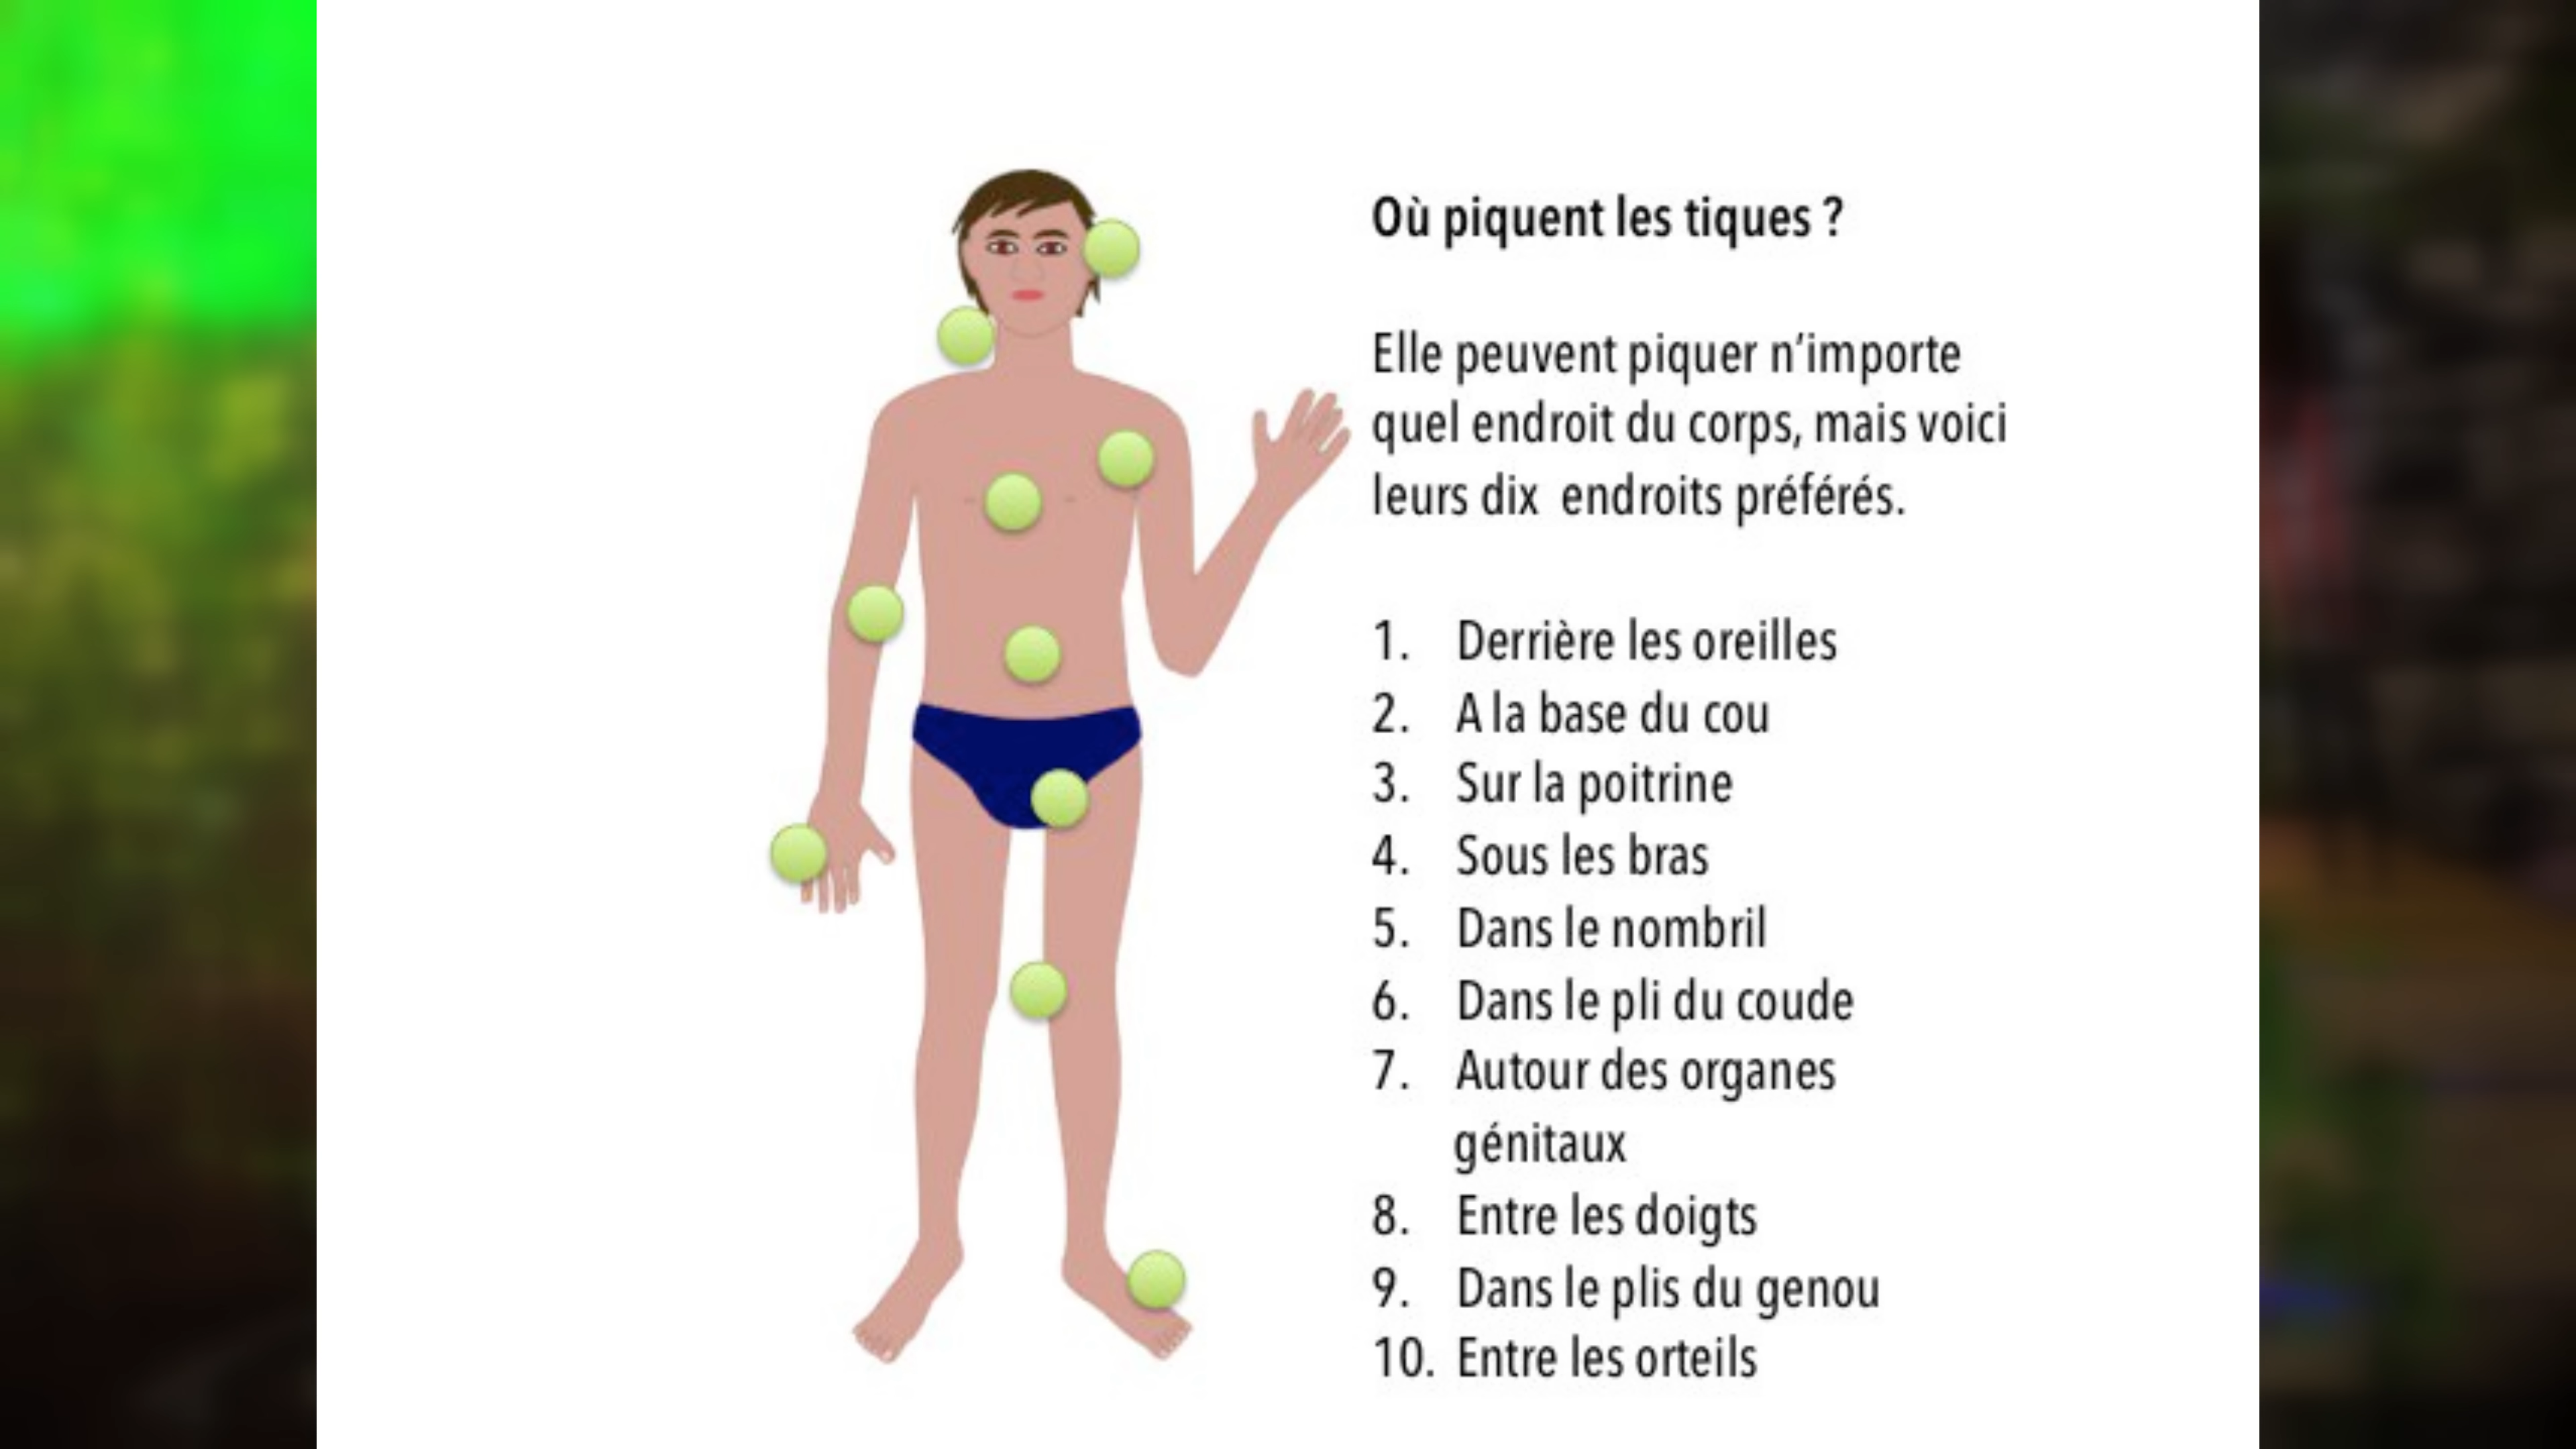 Où piquent les tiques ?
Elle peuvent piquer n’importe
quel endroit du corps, mais voici
leurs dix endroits préférés.
1. Derrière les oreilles
2. A la base du cou
3. Sur la poitrine
4. Sous les bras
5. Dans le nombril
6. Dans le pli du coude
7. Autour des organes
génitaux
8. Entre les doigts
9. Dans le plis du genou
10. Entre les orteils